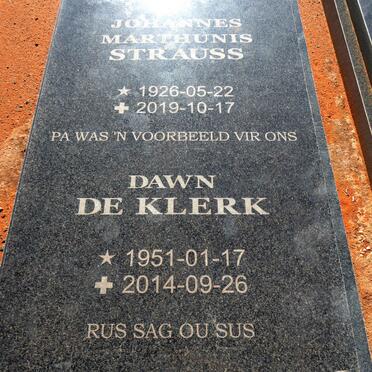 JOHANNES
MARTHUNIS
STRAUSS
★ 1926-05-22
✚ 2019-10-17
PA WAS 'N VOORBEELD VIR ONS
DAWN
DE KLERK
★ 1951-01-17
✚ 2014-09-26
RUS SAG OU SUS